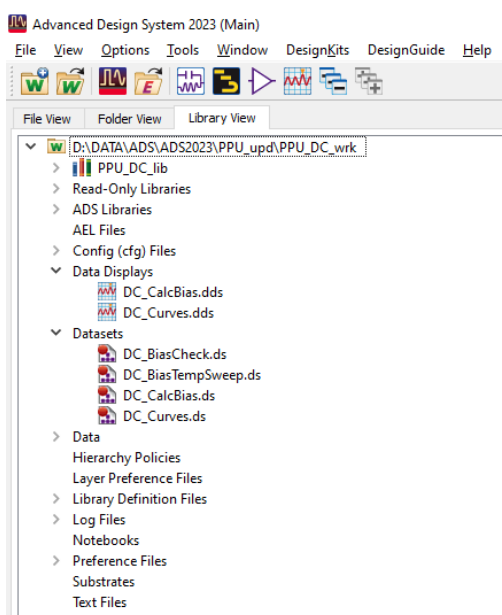 Advanced Design System 2023 (Main)
File View Options Tools Window DesignKits DesignGuide Help
File View Folder View Library View
D:\DATA\ADS\ADS2023\PPU_upd\PPU_DC_wrk
PPU_DC_lib
Read-Only Libraries
ADS Libraries
AEL Files
Config (cfg) Files
Data Displays
DC_CalcBias.dds
DC_Curves.dds
Datasets
DC_BiasCheck.ds
DC_BiasTempSweep.ds
DC_CalcBias.ds
DC_Curves.ds
Data
Hierarchy Policies
Layer Preference Files
Library Definition Files
Log Files
Notebooks
Preference Files
Substrates
Text Files